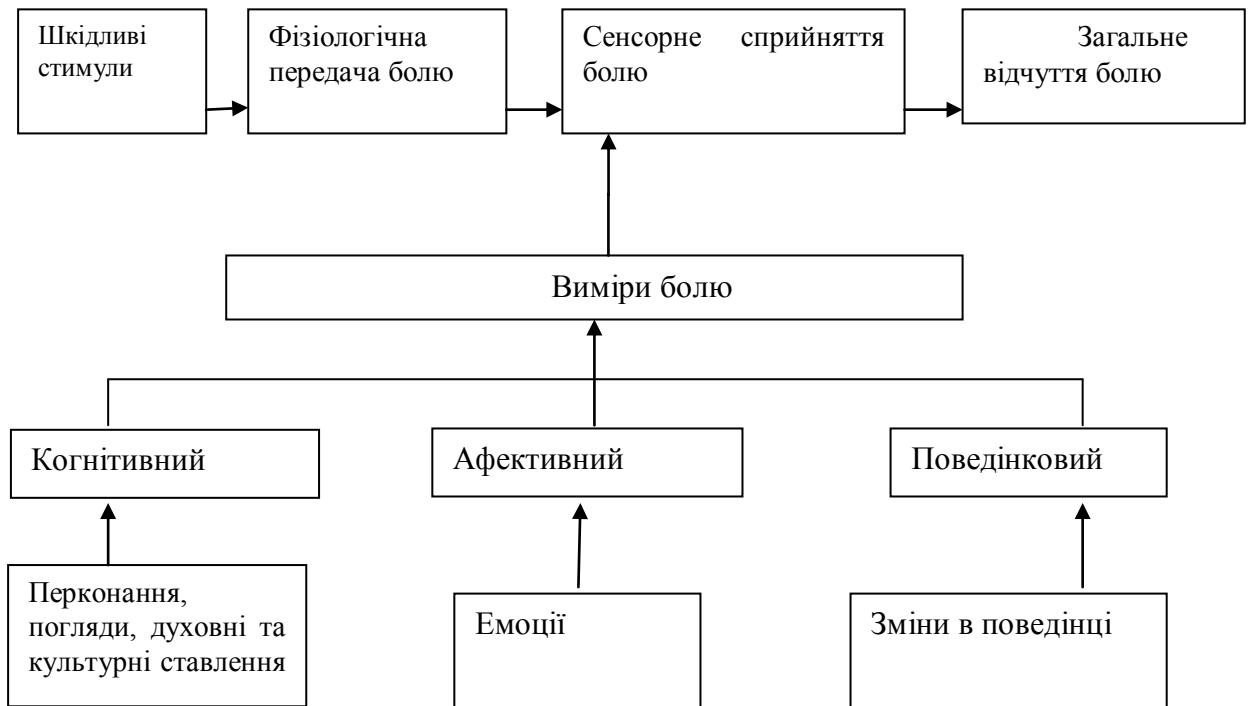 Шкідливі
стимули
Фізіологічна
передача болю
Сенсорне сприйняття
болю
Загальне
відчуття болю
Виміри болю
Когнітивний
Афективний
Поведінковий
Перконання,
погляди, духовні та
культурні ставлення
Емоції
Зміни в поведінці